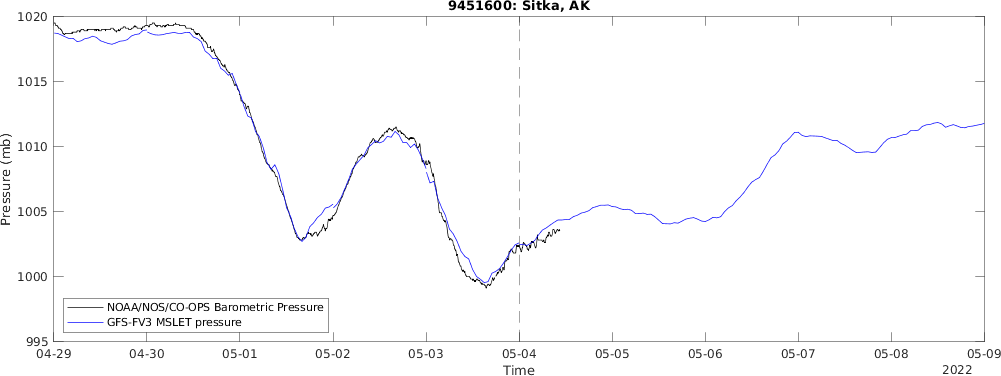 9451600: Sitka, AK
Pressure (mb)
1020
1015
1010
1005
1000
995
NOAA/NOS/CO-OPS Barometric Pressure
GFS-FV3 MSLET pressure
04-29 04-30 05-01 05-02 05-03 05-04 05-05 05-06 05-07 05-08 05-09
Time
2022